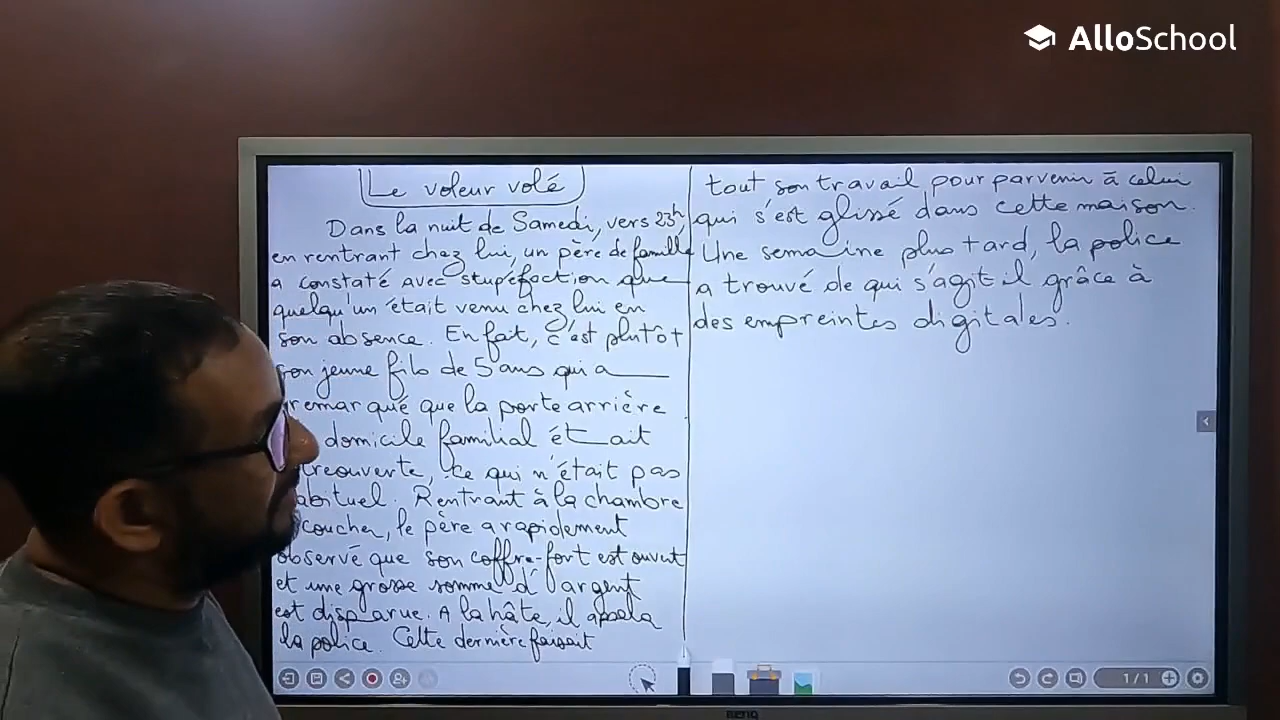 AlloSchool
Le voleur volé
Dans la nuit de Samedi, vers 23h,
en rentrant chez lui, un père de famille
a constaté avec stupéfaction que
quelqu'un était venu chez lui en
son absence. En fait, c'est plutôt
son jeune fils de 5 ans qui a
remarqué que la porte arrière
domicile familial était
treouverte, ce qui n'était pas
abituel. Rentrant à la chambre
coucher, le père a rapidement
observé que son coffre-fort est ouvert
et une grosse somme d'argent
est disparue. A la hâte, il appela
la police. Cette dernière faisait
tout son travail pour parvenir à celui
qui s'est glissé dans cette maison.
Une semaine plus tard, la police
a trouvé de qui s'agit il grâce à
des empreintes digitales.
1/1
BENQ